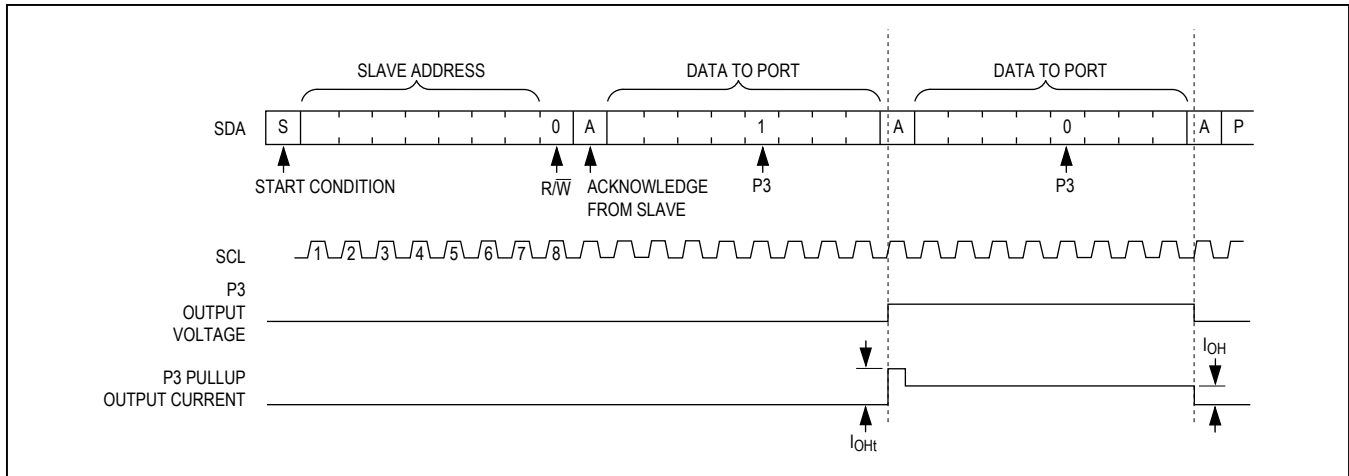 SLAVE ADDRESS DATA TO PORT DATA TO PORT
SDA S 0 A 1 A 0 A P
START CONDITION R/W̅ ACKNOWLEDGE FROM SLAVE P3 P3
SCL 1 2 3 4 5 6 7 8
P3
OUTPUT
VOLTAGE
IOH
P3 PULLUP
OUTPUT CURRENT
IOHt